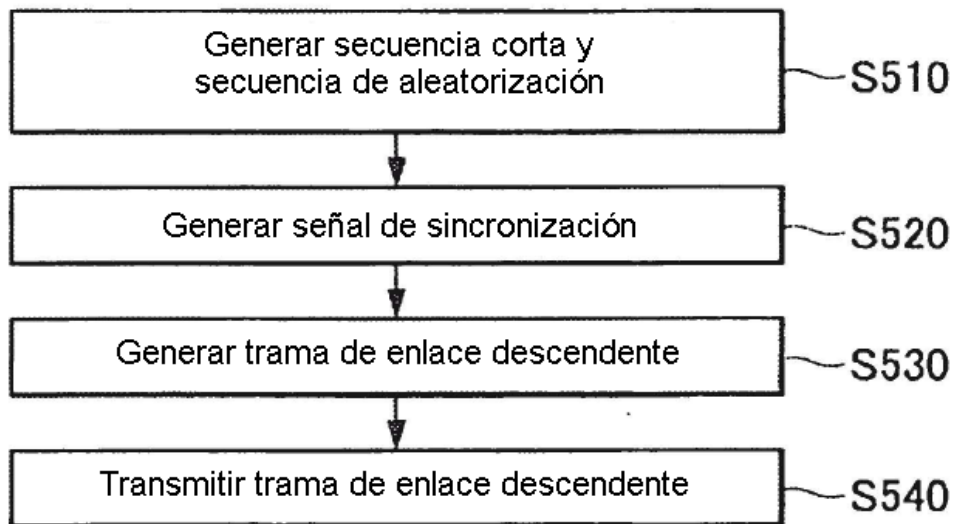 Generar secuencia corta y
secuencia de aleatorización
S510
Generar señal de sincronización
S520
Generar trama de enlace descendente
S530
Transmitir trama de enlace descendente
S540